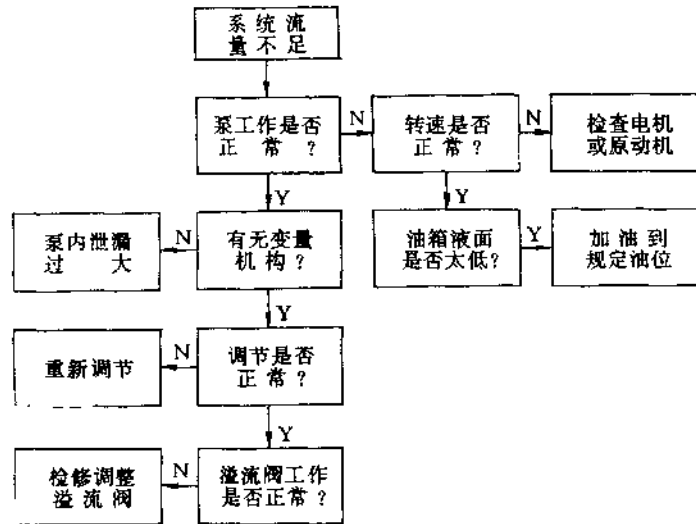 系统流
量不足
泵工作是否
正常？
N
转速是否
正常？
N
检查电机
或原动机
Y
Y
泵内泄漏
过大
N
有无变量
机构？
油箱液面
是否太低？
Y
加油到
规定油位
Y
重新调节
N
调节是否
正常？
Y
检修调整
溢流阀
N
溢流阀工作
是否正常？